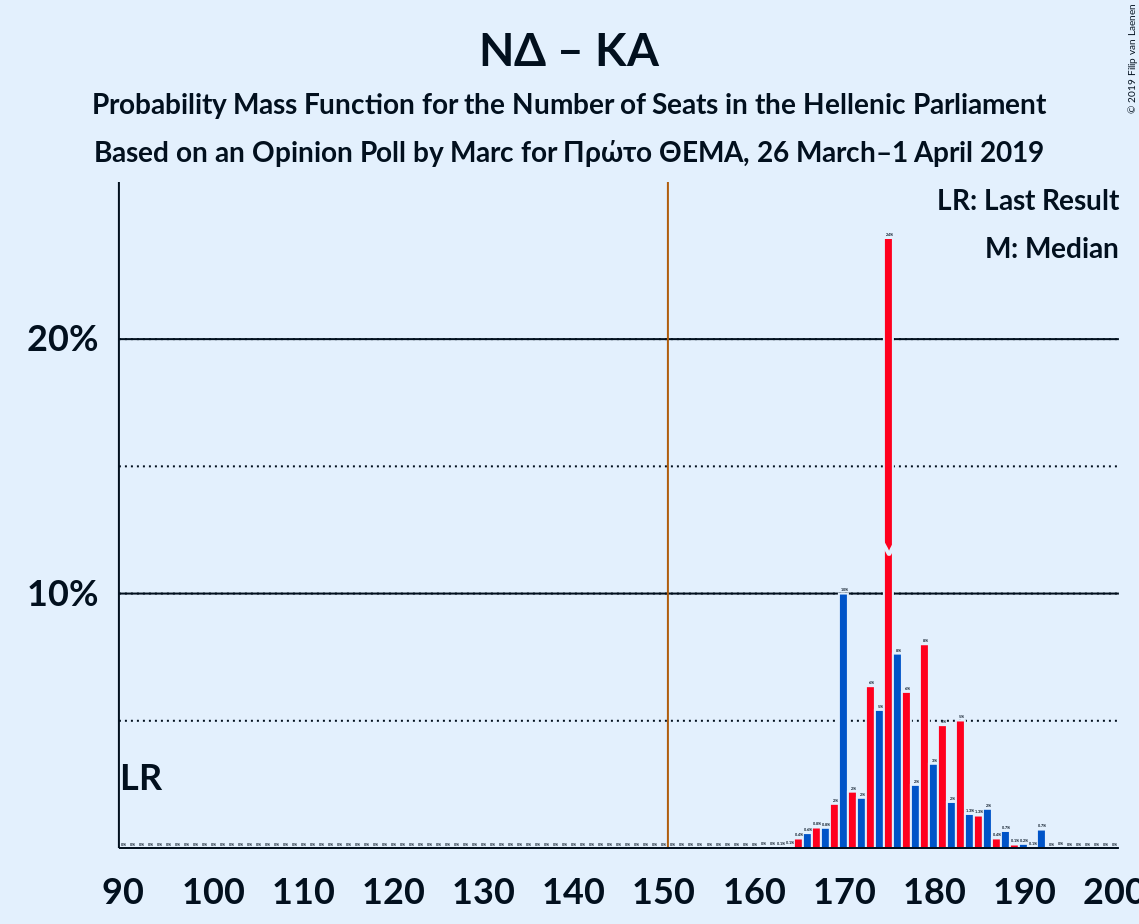 ΝΔ – ΚΑ
Probability Mass Function for the Number of Seats in the Hellenic Parliament
Based on an Opinion Poll by Marc for Πρώτο ΘΕΜΑ, 26 March–1 April 2019
© 2019 Filip van Laenen
LR: Last Result
M: Median
20%
10%
LR
90 100 110 120 130 140 150 160 170 180 190 200